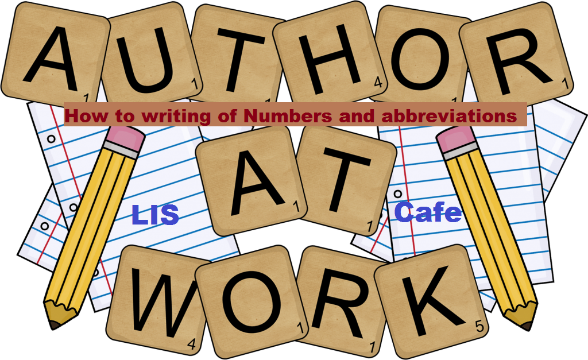 AUTHOR
How to writing of Numbers and abbreviations
AT
LIS Cafe
WORK